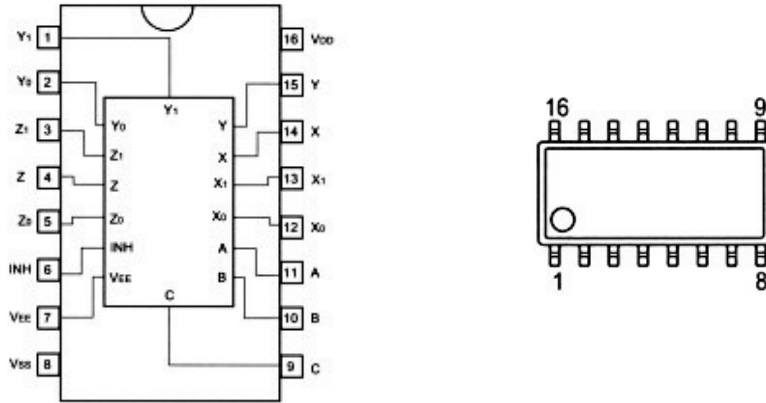 Y1 1
Y0 2
Z1 3
Z 4
Z0 5
INH 6
VEE 7
VSS 8
Y1
Y0
Z1
Z
Z0
INH
VEE
C
Y
X
X1
X0
A
B
16 VDD
15 Y
14 X
13 X1
12 X0
11 A
10 B
9 C
16 9
1 8